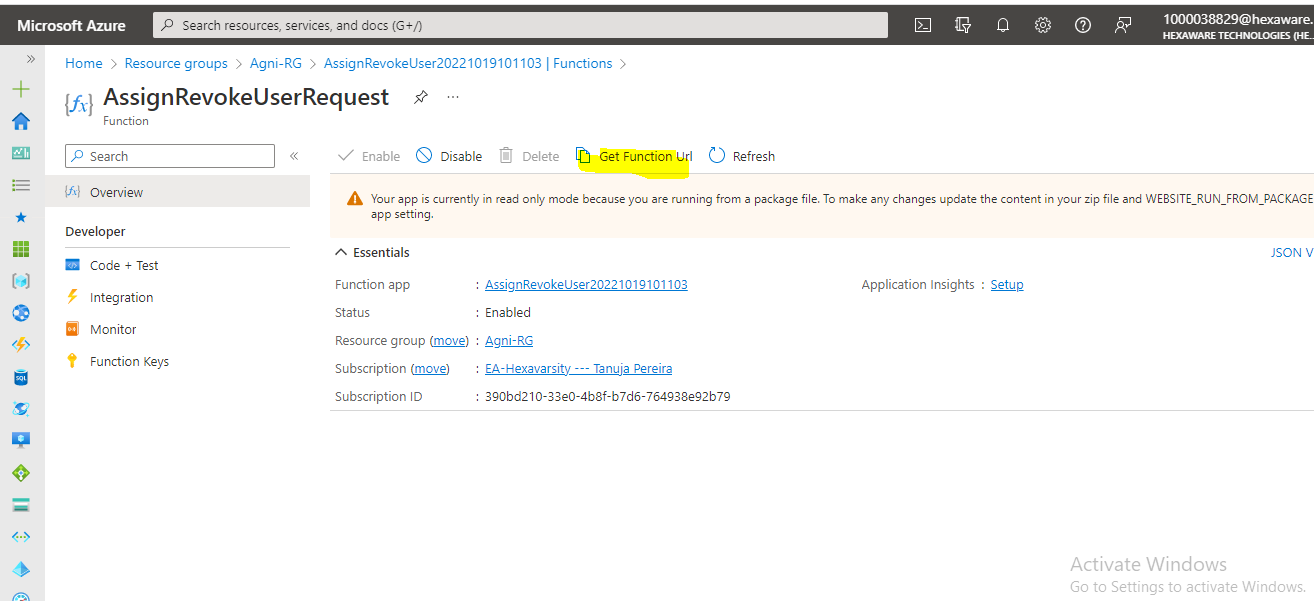 Microsoft Azure
Search resources, services, and docs (G+/)
1000038829@hexaware.
HEXAWARE TECHNOLOGIES (HE...
Home > Resource groups > Agni-RG > AssignRevokeUser20221019101103 | Functions >
{fx} AssignRevokeUserRequest ...
Function
Search
Enable Disable Delete Get Function Url Refresh
Overview
Developer
Code + Test
Integration
Monitor
Function Keys
Your app is currently in read only mode because you are running from a package file. To make any changes update the content in your zip file and WEBSITE_RUN_FROM_PACKAGE
app setting.
Essentials
JSON V
Function app : AssignRevokeUser20221019101103
Application Insights : Setup
Status : Enabled
Resource group (move) : Agni-RG
Subscription (move) : EA-Hexavarsity --- Tanuja Pereira
Subscription ID : 390bd210-33e0-4b8f-b7d6-764938e92b79
SQL
Activate Windows
Go to Settings to activate Windows.